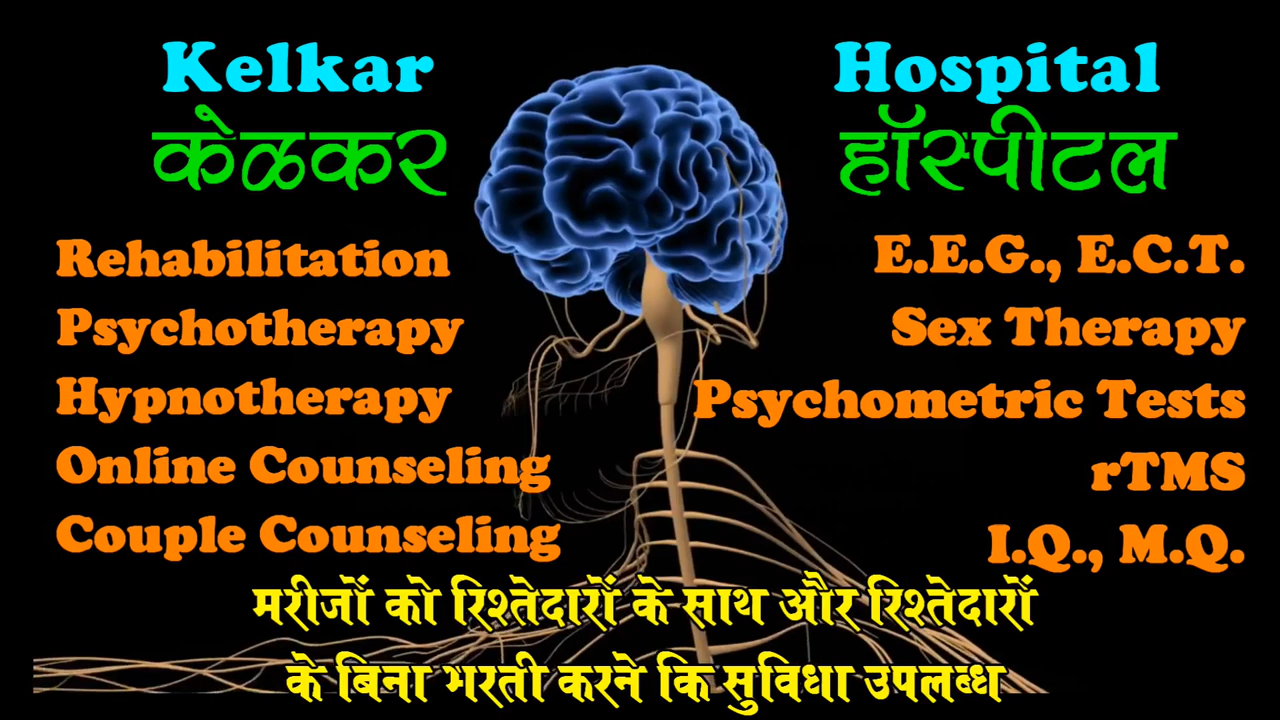 Kelkar Hospital
केळकर हॉस्पीटल
Rehabilitation
Psychotherapy
Hypnotherapy
Online Counseling
Couple Counseling
E.E.G., E.C.T.
Sex Therapy
Psychometric Tests
rTMS
I.Q., M.Q.
मरीजों को रिश्तेदारों के साथ और रिश्तेदारों
के बिना भरती करने कि सुविधा उपलब्ध